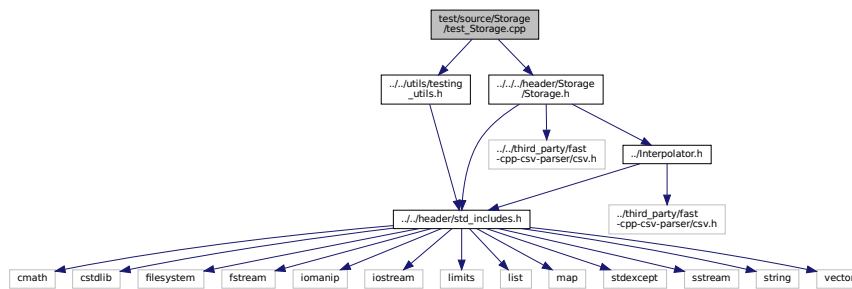 test/source/Storage
/test_Storage.cpp
../../utils/testing
_utils.h
../../../header/Storage
/Storage.h
../../third_party/fast
-cpp-csv-parser/csv.h
../Interpolator.h
../third_party/fast
-cpp-csv-parser/csv.h
../../header/std_includes.h
cmath
cstdlib
filesystem
fstream
iomanip
iostream
limits
list
map
stdexcept
sstream
string
vector